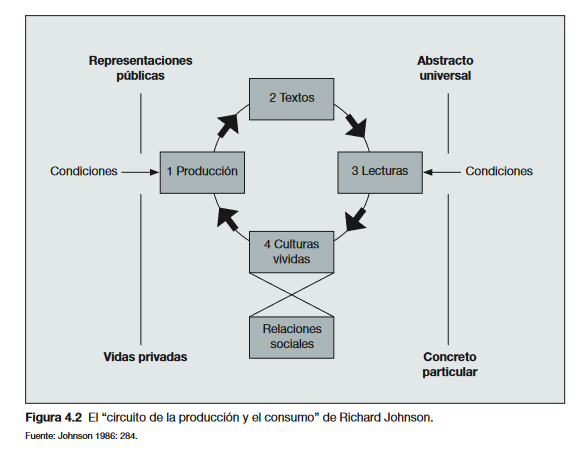 Representaciones
públicas
Abstracto
universal
2 Textos
Condiciones
1 Producción
3 Lecturas
Condiciones
4 Culturas
vividas
Relaciones
sociales
Vidas privadas
Concreto
particular
Figura 4.2 El “circuito de la producción y el consumo” de Richard Johnson.
Fuente: Johnson 1986: 284.